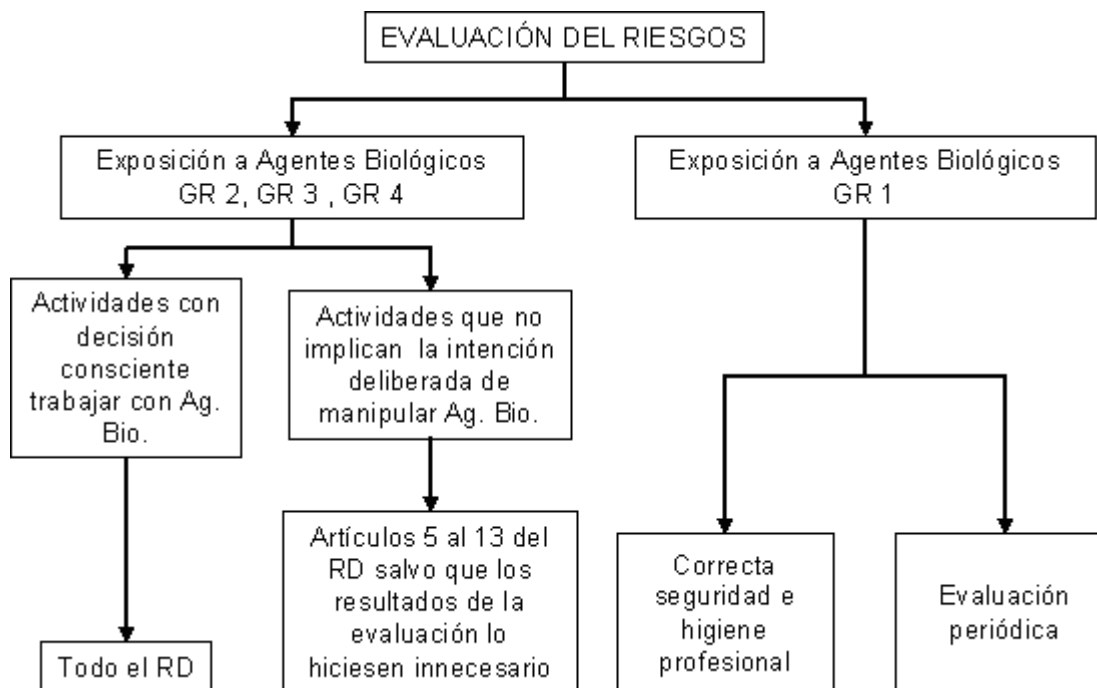 EVALUACIÓN DEL RIESGOS
Exposición a Agentes Biológicos
GR 2, GR 3 , GR 4
Exposición a Agentes Biológicos
GR 1
Actividades con
decisión
consciente
trabajar con Ag.
Bio.
Actividades que no
implican la intención
deliberada de
manipular Ag. Bio.
Todo el RD
Artículos 5 al 13 del
RD salvo que los
resultados de la
evaluación lo
hiciesen innecesario
Correcta
seguridad e
higiene
profesional
Evaluación
periódica